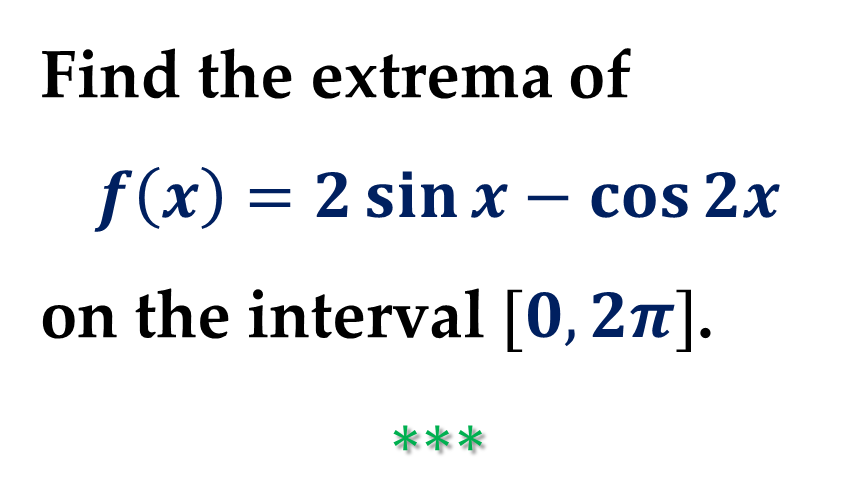 Find the extrema of
f(x) = 2 sin x − cos 2x
on the interval [0, 2π].
***